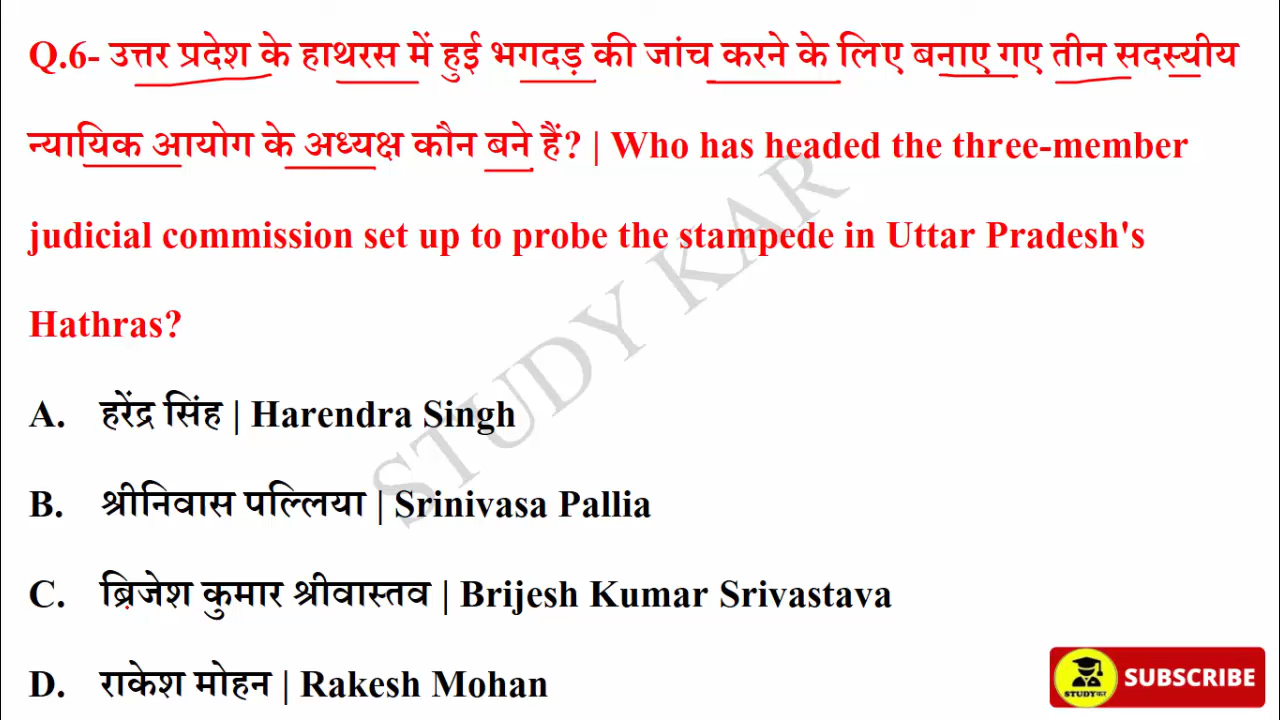 Q.6- उत्तर प्रदेश के हाथरस में हुई भगदड़ की जांच करने के लिए बनाए गए तीन सदस्यीय
न्यायिक आयोग के अध्यक्ष कौन बने हैं? | Who has headed the three-member
judicial commission set up to probe the stampede in Uttar Pradesh's
Hathras?
A. हरेंद्र सिंह | Harendra Singh
B. श्रीनिवास पल्लिया | Srinivasa Pallia
C. ब्रिजेश कुमार श्रीवास्तव | Brijesh Kumar Srivastava
D. राकेश मोहन | Rakesh Mohan
STUDY KAR
STUDYकर
SUBSCRIBE